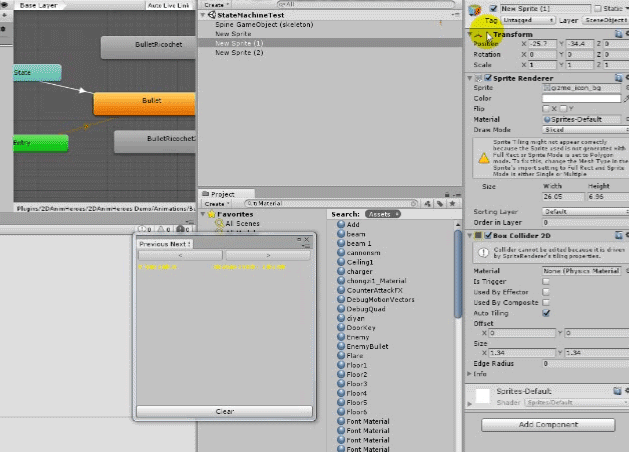 Base Layer
Auto Live Link
BulletRicochet
State
Bullet
Entry
Plugins/2DAnimHeroes/2DAnimHeroes Demo/Animations/B
Create
All
StateMachineTest
Spine GameObject (skeleton)
New Sprite
New Sprite (1)
New Sprite (2)
Project
Create
t:Material
Favorites
All Scenes
Search: Assets
Add
beam
beam 1
cannonsm
Ceiling1
charger
chongzi1_Material
CounterAttackFX
DebugMotionVectors
DebugQuad
diyan
DoorKey
Enemy
EnemyBullet
Flare
Floor1
Floor2
Floor3
Floor4
Floor5
Floor6
Font Material
Font Material
Font Material
Font Material
Previous Next S
<
>
Clear
New Sprite (1)
Static
Tag Untagged Layer SceneObject
Transform
Position X -25.7 Y -34.4 Z 0
Rotation X 0 Y 0 Z 0
Scale X 1 Y 1 Z 1
Sprite Renderer
Sprite gizmo_icon_bg
Color
Flip X Y
Material Sprites-Default
Draw Mode Sliced
Sprite Tiling might not appear correctly
because the Sprite used is not generated with
Full Rect or Sprite Mode is set to Polygon
mode. To fix this, change the Mesh Type in the
Sprite's import setting to Full Rect and Sprite
Mode is either Single or Multiple
Size Width Height
26.05 6.96
Sorting Layer Default
Order in Layer 0
Box Collider 2D
Collider cannot be edited because it is driven
by SpriteRenderer's tiling properties.
Material None (Physics Material
Is Trigger
Used By Effector
Used By Composite
Auto Tiling
Offset
X 0 Y 0
Size
X 1.34 Y 1.34
Edge Radius 0
Info
Sprites-Default
Shader Sprites/Default
Add Component